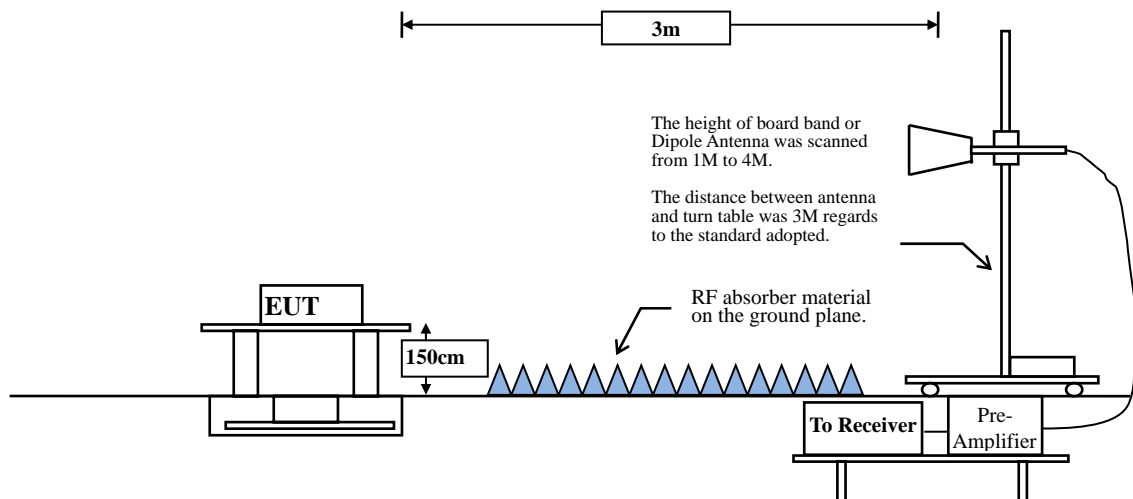 3m
The height of board band or
Dipole Antenna was scanned
from 1M to 4M.
The distance between antenna
and turn table was 3M regards
to the standard adopted.
RF absorber material
on the ground plane.
EUT
150cm
To Receiver
Pre-
Amplifier